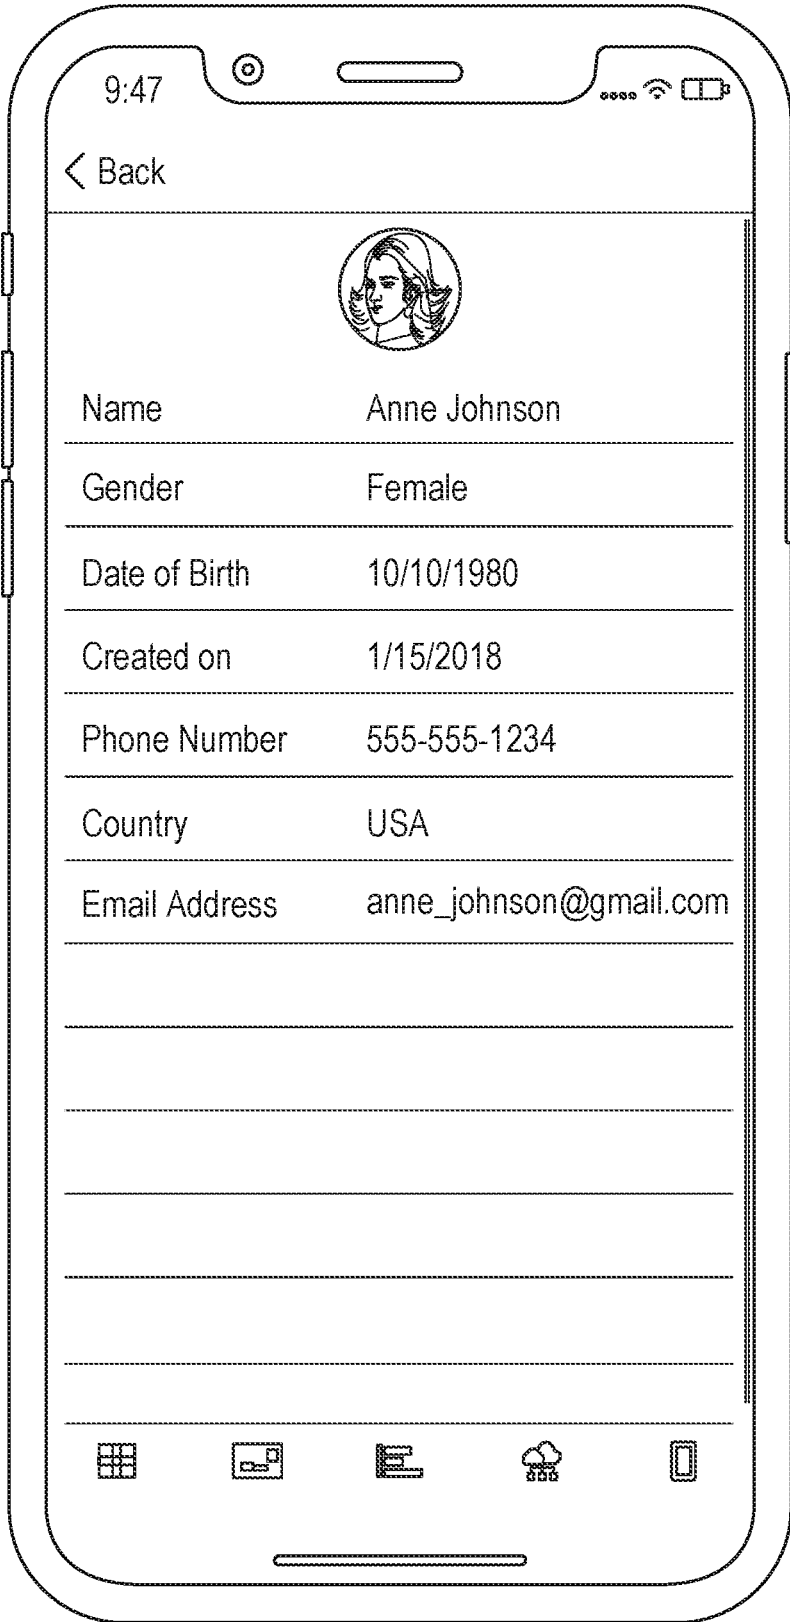 9:47
Back
Name Anne Johnson
Gender Female
Date of Birth 10/10/1980
Created on 1/15/2018
Phone Number 555-555-1234
Country USA
Email Address anne_johnson@gmail.com